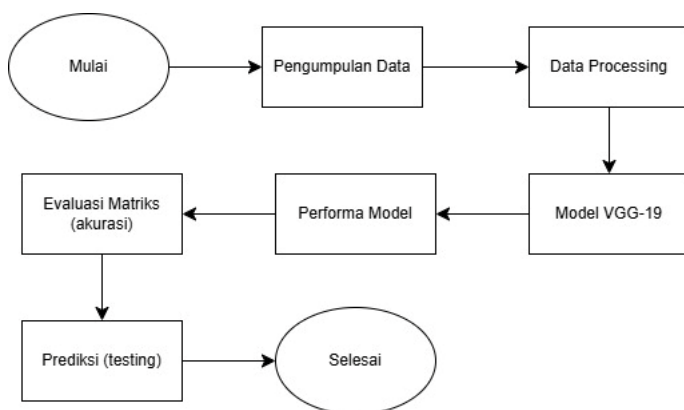 Mulai
Pengumpulan Data
Data Processing
Model VGG-19
Performa Model
Evaluasi Matriks
(akurasi)
Prediksi (testing)
Selesai